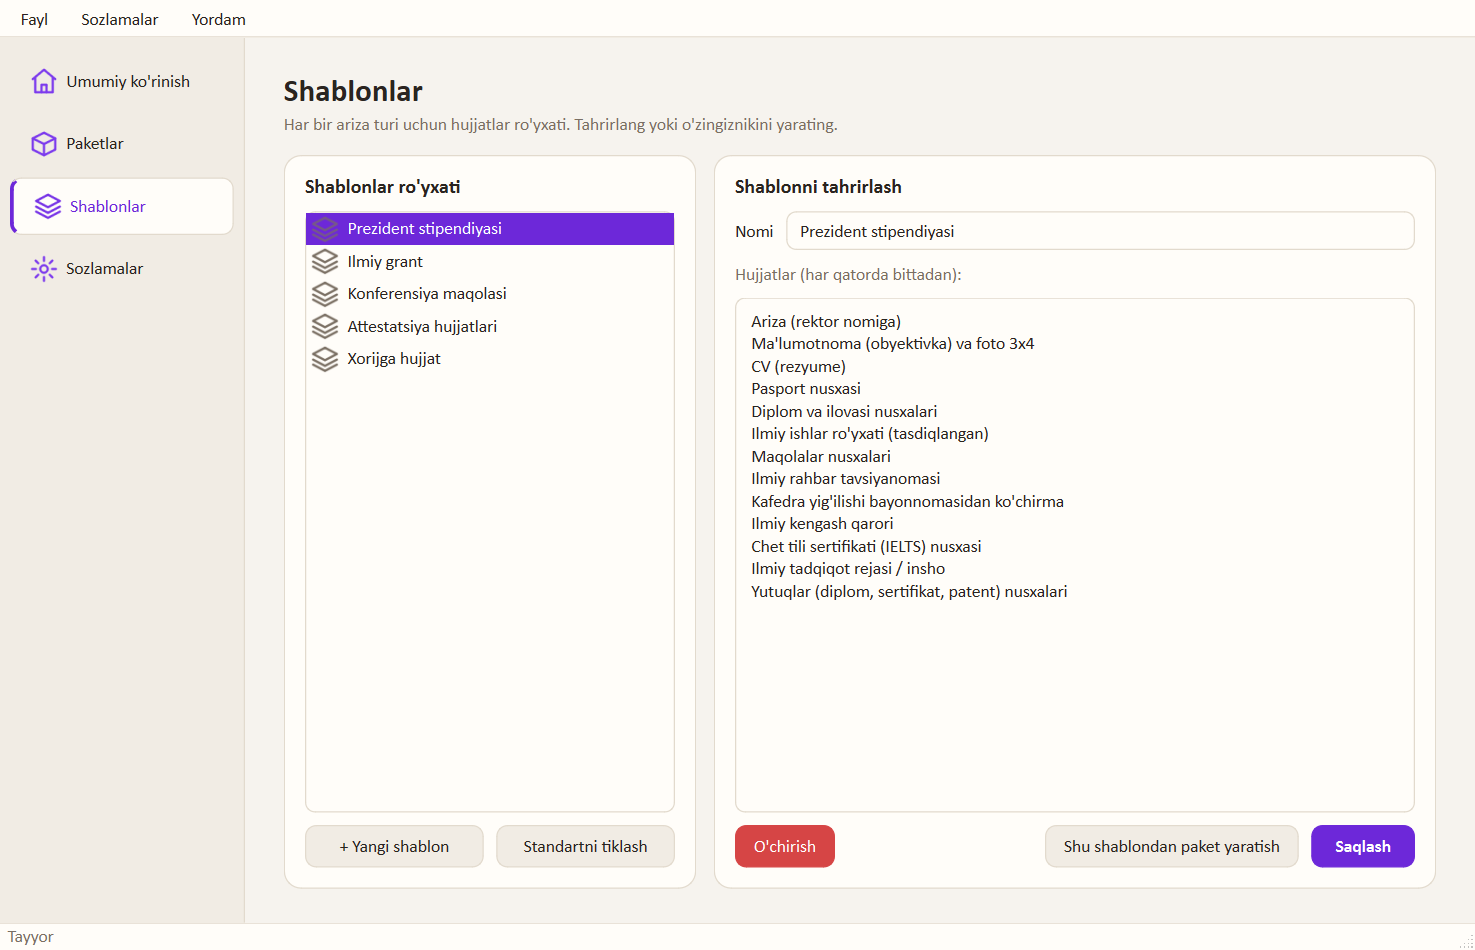 Fayl Sozlamalar Yordam
Umumiy ko'rinish
Paketlar
Shablonlar
Sozlamalar
Shablonlar
Har bir ariza turi uchun hujjatlar ro'yxati. Tahrirlang yoki o'zingiznikini yarating.
Shablonlar ro'yxati
Prezident stipendiyasi
Ilmiy grant
Konferensiya maqolasi
Attestatsiya hujjatlari
Xorijga hujjat
+ Yangi shablon
Standartni tiklash
Shablonni tahrirlash
Nomi Prezident stipendiyasi
Hujjatlar (har qatorda bittadan):
Ariza (rektor nomiga)
Ma'lumotnoma (obyektivka) va foto 3x4
CV (rezyume)
Pasport nusxasi
Diplom va ilovasi nusxalari
Ilmiy ishlar ro'yxati (tasdiqlangan)
Maqolalar nusxalari
Ilmiy rahbar tavsiyanomasi
Kafedra yig'ilishi bayonnomasidan ko'chirma
Ilmiy kengash qarori
Chet tili sertifikati (IELTS) nusxasi
Ilmiy tadqiqot rejasi / insho
Yutuqlar (diplom, sertifikat, patent) nusxalari
O'chirish
Shu shablondan paket yaratish
Saqlash
Tayyor